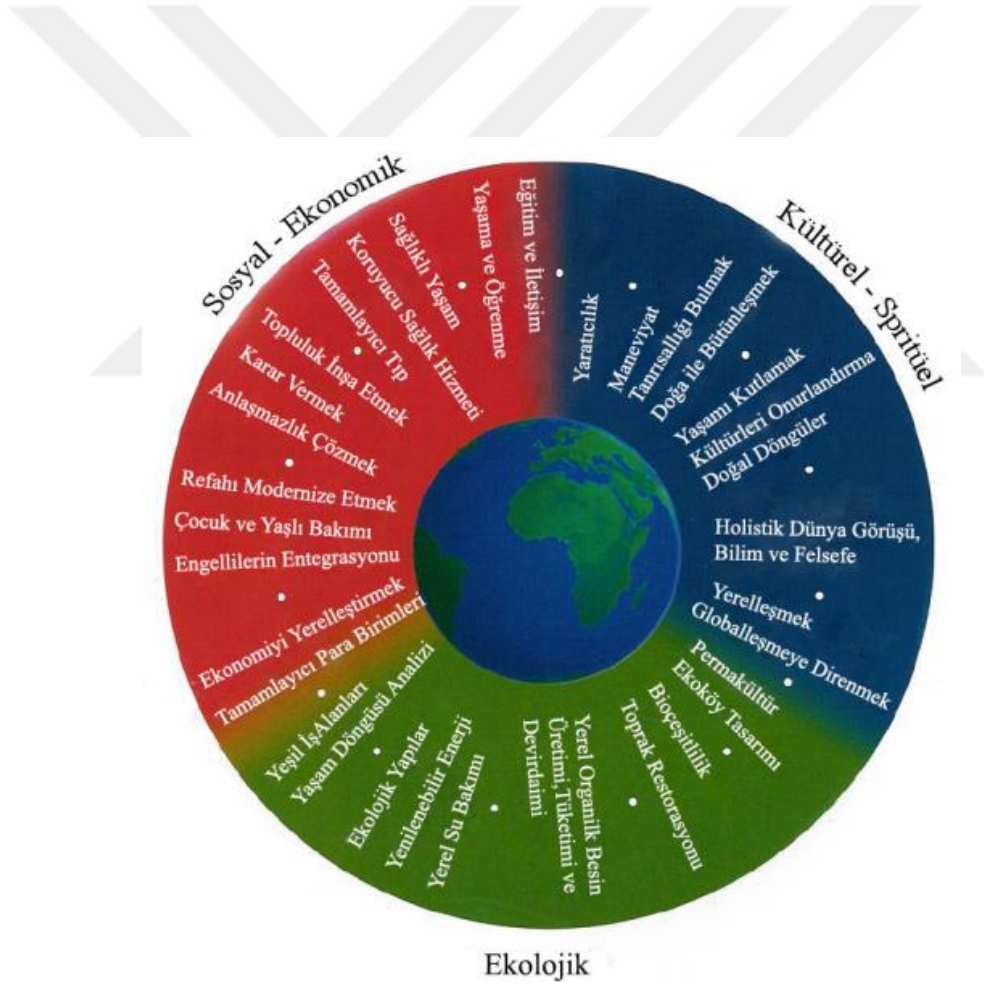 Sosyal - Ekonomik
Eğitim ve İletişim
Yaşama ve Öğrenme
Sağlıklı Yaşam
Koruyucu Sağlık Hizmeti
Tamamlayıcı Tıp
Topluluk İnşa Etmek
Karar Vermek
Anlaşmazlık Çözmek
Refahı Modernize Etmek
Çocuk ve Yaşlı Bakımı
Engellilerin Entegrasyonu
Ekonomiyi Yerelleştirmek
Tamamlayıcı Para Birimleri
Kültürel - Spritüel
Yaratıcılık
Maneviyat
Tanrısallığı Bulmak
Doğa ile Bütünleşmek
Yaşamı Kutlamak
Kültürleri Onurlandırma
Doğal Döngüler
Holistik Dünya Görüşü,
Bilim ve Felsefe
Yerelleşmek
Globalleşmeye Direnmek
Permakültür
Ekoköy Tasarımı
Bioçeşitlilik
Toprak Restorasyonu
Yerel Organilk Besin
Üretimi,Tüketimi ve
Devirdaimi
Yerel Su Bakımı
Yenilenebilir Enerji
Ekolojik Yapılar
Yaşam Döngüsü Analizi
Yeşil İşAlanları
Ekolojik